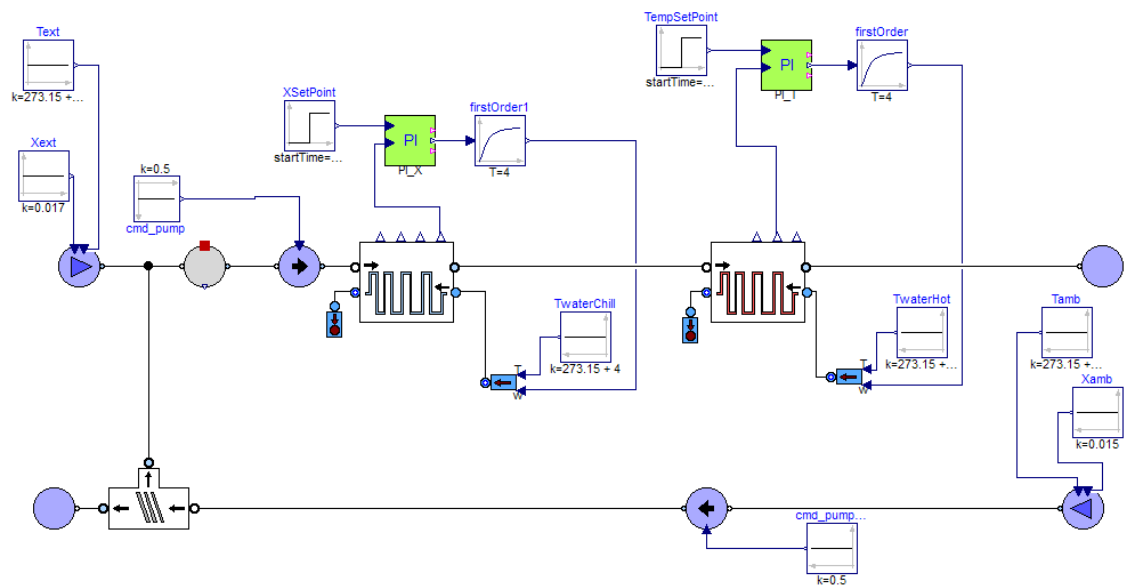 Text
k=273.15 +...
Xext
k=0.017
k=0.5
cmd_pump
XSetPoint
startTime=...
PI
PI_X
firstOrder1
T=4
TempSetPoint
startTime=...
PI
PI_T
firstOrder
T=4
TwaterChill
k=273.15 + 4
T
w
TwaterHot
k=273.15 +...
T
w
Tamb
k=273.15 +...
Xamb
k=0.015
cmd_pump...
k=0.5